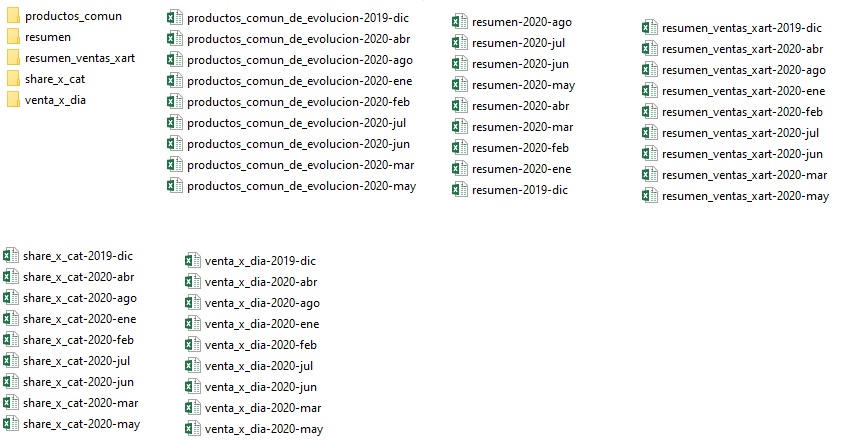 productos_comun
resumen
resumen_ventas_xart
share_x_cat
venta_x_dia
productos_comun_de_evolucion-2019-dic
productos_comun_de_evolucion-2020-abr
productos_comun_de_evolucion-2020-ago
productos_comun_de_evolucion-2020-ene
productos_comun_de_evolucion-2020-feb
productos_comun_de_evolucion-2020-jul
productos_comun_de_evolucion-2020-jun
productos_comun_de_evolucion-2020-mar
productos_comun_de_evolucion-2020-may
resumen-2020-ago
resumen-2020-jul
resumen-2020-jun
resumen-2020-may
resumen-2020-abr
resumen-2020-mar
resumen-2020-feb
resumen-2020-ene
resumen-2019-dic
resumen_ventas_xart-2019-dic
resumen_ventas_xart-2020-abr
resumen_ventas_xart-2020-ago
resumen_ventas_xart-2020-ene
resumen_ventas_xart-2020-feb
resumen_ventas_xart-2020-jul
resumen_ventas_xart-2020-jun
resumen_ventas_xart-2020-mar
resumen_ventas_xart-2020-may
share_x_cat-2019-dic
share_x_cat-2020-abr
share_x_cat-2020-ago
share_x_cat-2020-ene
share_x_cat-2020-feb
share_x_cat-2020-jul
share_x_cat-2020-jun
share_x_cat-2020-mar
share_x_cat-2020-may
venta_x_dia-2019-dic
venta_x_dia-2020-abr
venta_x_dia-2020-ago
venta_x_dia-2020-ene
venta_x_dia-2020-feb
venta_x_dia-2020-jul
venta_x_dia-2020-jun
venta_x_dia-2020-mar
venta_x_dia-2020-may